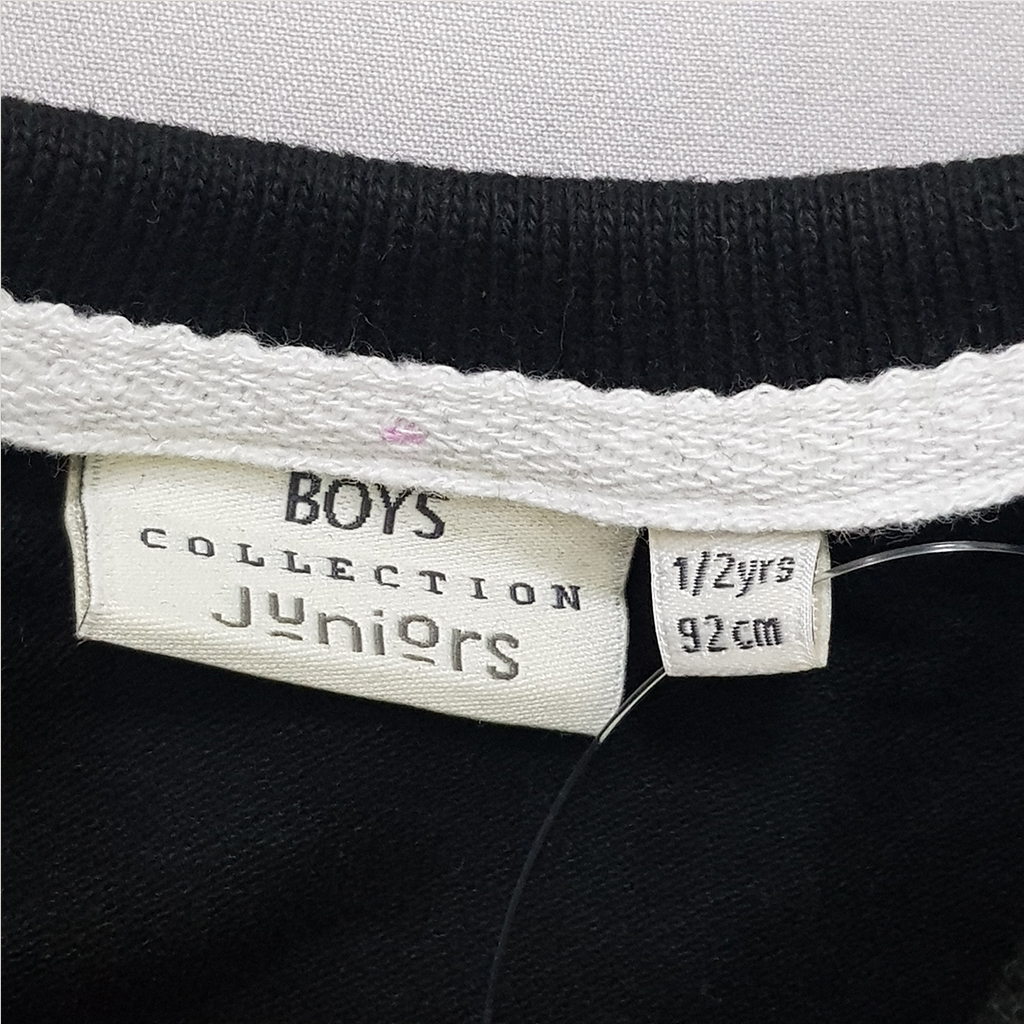 BOYS
COLLECTION
Juniors
1/2yrs
92cm